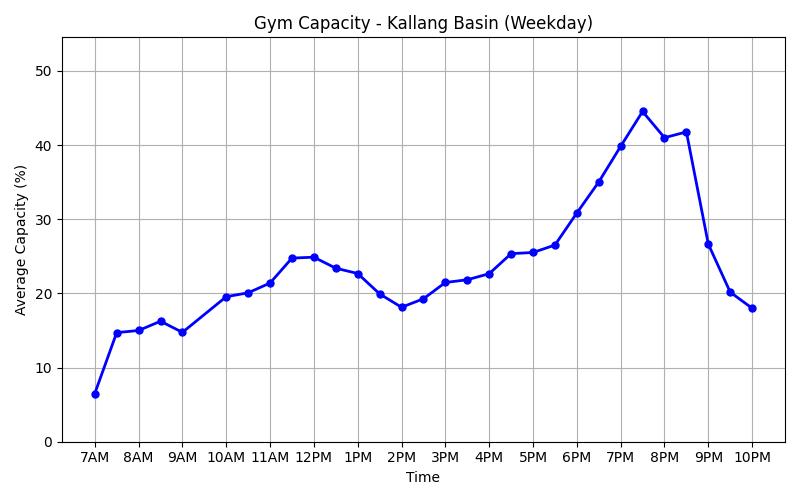 Gym Capacity - Kallang Basin (Weekday)
Average Capacity (%)
50
40
30
20
10
0
7AM 8AM 9AM 10AM 11AM 12PM 1PM 2PM 3PM 4PM 5PM 6PM 7PM 8PM 9PM 10PM
Time